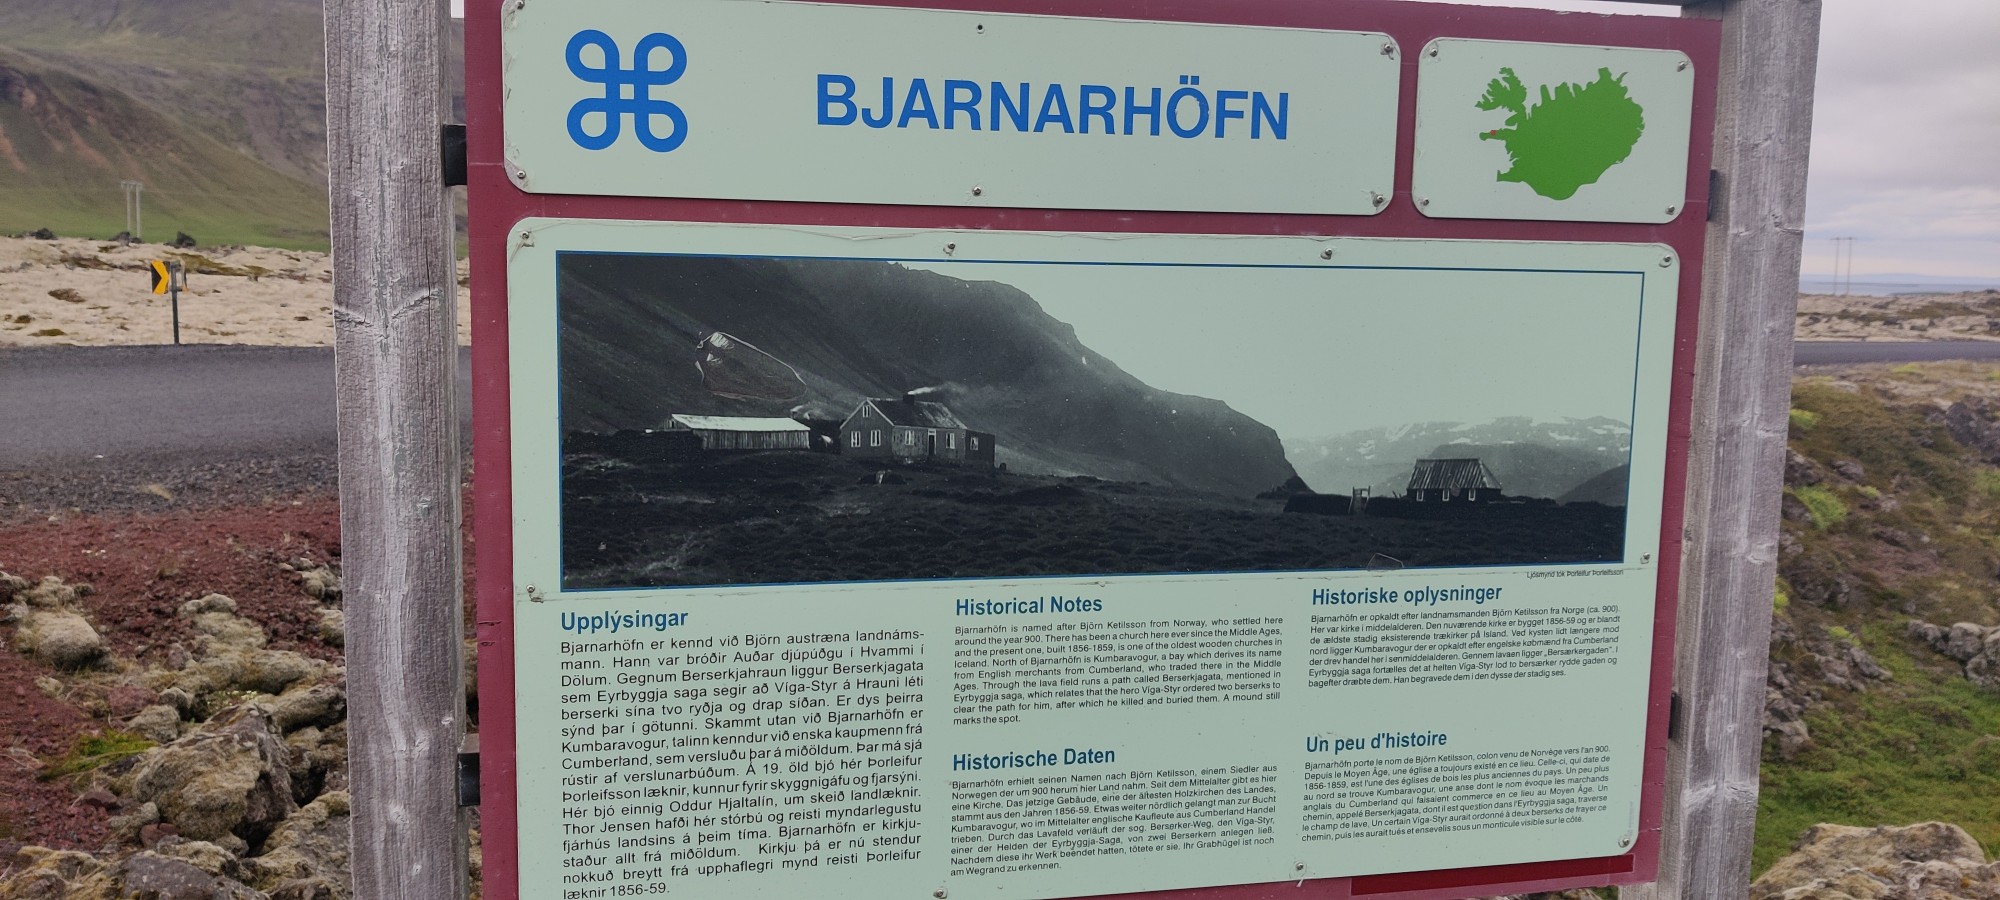 BJARNARHÖFN
Ljósmynd tók Þorleifur Þorleifsson
Upplýsingar
Bjarnarhöfn er kennd við Björn austræna landnáms-
mann. Hann var bróðir Auðar djúpúðgu í Hvammi í
Dölum. Gegnum Berserkjahraun liggur Berserkjagata
sem Eyrbyggja saga segir að Víga-Styr á Hrauni léti
berserki sína tvo ryðja og drap síðan. Er dys þeirra
sýnd þar í götunni. Skammt utan við Bjarnarhöfn er
Kumbaravogur, talinn kenndur við enska kaupmenn frá
Cumberland, sem versluðu þar á miðöldum. Þar má sjá
rústir af verslunarbúðum. Á 19. öld bjó hér Þorleifur
Þorleifsson læknir, kunnur fyrir skyggnigáfu og fjarsýni.
Hér bjó einnig Oddur Hjaltalín, um skeið landlæknir.
Thor Jensen hafði hér stórbú og reisti myndarlegustu
fjárhús landsins á þeim tíma. Bjarnarhöfn er kirkju-
staður allt frá miðöldum. Kirkju þá er nú stendur
nokkuð breytt frá upphaflegri mynd reisti Þorleifur
læknir 1856-59.
Historical Notes
Bjarnarhöfn is named after Björn Ketilsson from Norway, who settled here
around the year 900. There has been a church here ever since the Middle Ages,
and the present one, built 1856-1859, is one of the oldest wooden churches in
Iceland. North of Bjarnarhöfn is Kumbaravogur, a bay which derives its name
from English merchants from Cumberland, who traded there in the Middle
Ages. Through the lava field runs a path called Berserkjagata, mentioned in
Eyrbyggja saga, which relates that the hero Víga-Styr ordered two berserks to
clear the path for him, after which he killed and buried them. A mound still
marks the spot.
Historische Daten
Bjarnarhöfn erhielt seinen Namen nach Björn Ketilsson, einem Siedler aus
Norwegen der um 900 herum hier Land nahm. Seit dem Mittelalter gibt es hier
eine Kirche. Das jetzige Gebäude, eine der ältesten Holzkirchen des Landes,
stammt aus den Jahren 1856-59. Etwas weiter nördlich gelangt man zur Bucht
Kumbaravogur, wo im Mittelalter englische Kaufleute aus Cumberland Handel
trieben. Durch das Lavafeld verläuft der sog. Berserker-Weg, den Víga-Styr,
einer der Helden der Eyrbyggja-Saga, von zwei Berserkern anlegen ließ.
Nachdem diese ihr Werk beendet hatten, tötete er sie. Ihr Grabhügel ist noch
am Wegrand zu erkennen.
Historiske oplysninger
Bjarnarhöfn er opkaldt efter landnamsmanden Björn Ketilsson fra Norge (ca. 900).
Her var kirke i middelalderen. Den nuværende kirke er bygget 1856-59 og er blandt
de ældste stadig eksisterende trækirker på Island. Ved kysten lidt længere mod
nord ligger Kumbaravogur der er opkaldt efter engelske købmænd fra Cumberland
der drev handel her i senmiddelalderen. Gennem lavaen ligger „Bersærkergaden". I
Eyrbyggja saga fortælles det at helten Víga-Styr lod to bersærker rydde gaden og
bagefter dræbte dem. Han begravede dem i den dysse der stadig ses.
Un peu d'histoire
Bjarnarhöfn porte le nom de Björn Ketilsson, colon venu de Norvège vers l'an 900.
Depuis le Moyen Âge, une église a toujours existé en ce lieu. Celle-ci, qui date de
1856-1859, est l'une des églises de bois les plus anciennes du pays. Un peu plus
au nord se trouve Kumbaravogur, une anse dont le nom évoque les marchands
anglais du Cumberland qui faisaient commerce en ce lieu au Moyen Âge. Un
chemin, appelé Berserkjagata, dont il est question dans l'Eyrbyggja saga, traverse
le champ de lave. Un certain Víga-Styr aurait ordonné à deux berserks de frayer ce
chemin, puis les aurait tués et ensevelis sous un monticule visible sur le côté.